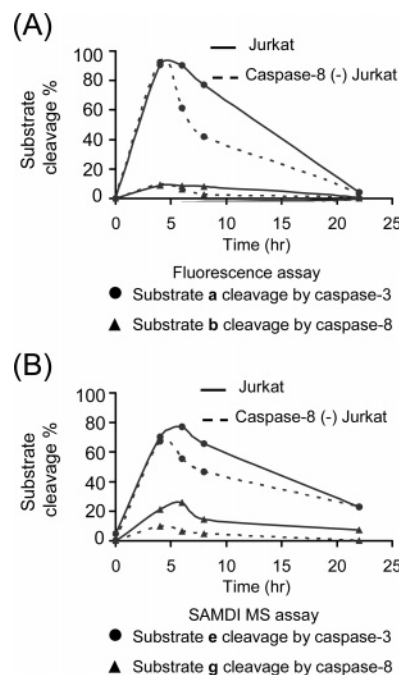 (A)
Jurkat
Caspase-8 (-) Jurkat
Substrate
cleavage %
100
80
60
40
20
0
0 5 10 15 20 25
Time (hr)
Fluorescence assay
● Substrate a cleavage by caspase-3
▲ Substrate b cleavage by caspase-8
(B)
Jurkat
Caspase-8 (-) Jurkat
Substrate
cleavage %
100
80
60
40
20
0
0 5 10 15 20 25
Time (hr)
SAMDI MS assay
● Substrate e cleavage by caspase-3
▲ Substrate g cleavage by caspase-8